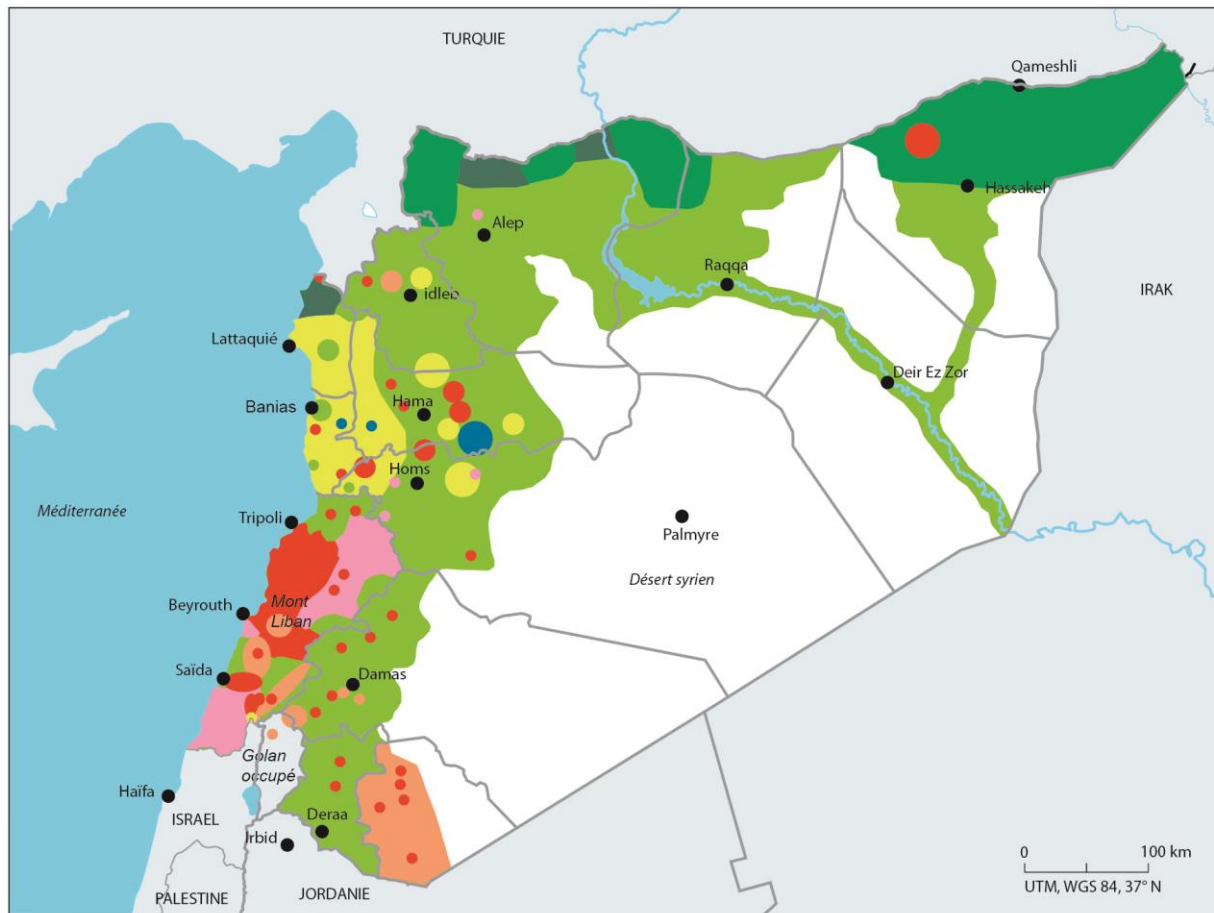 TURQUIE
Qameshli
Hassakeh
Alep
Raqqa
idleb
IRAK
Lattaquié
Deir Ez Zor
Banias
Hama
Homs
Méditerranée
Tripoli
Palmyre
Désert syrien
Mont
Liban
Beyrouth
Saïda
Damas
Golan
occupé
Haïfa
ISRAEL
Deraa
Irbid
0 100 km
UTM, WGS 84, 37° N
PALESTINE
JORDANIE